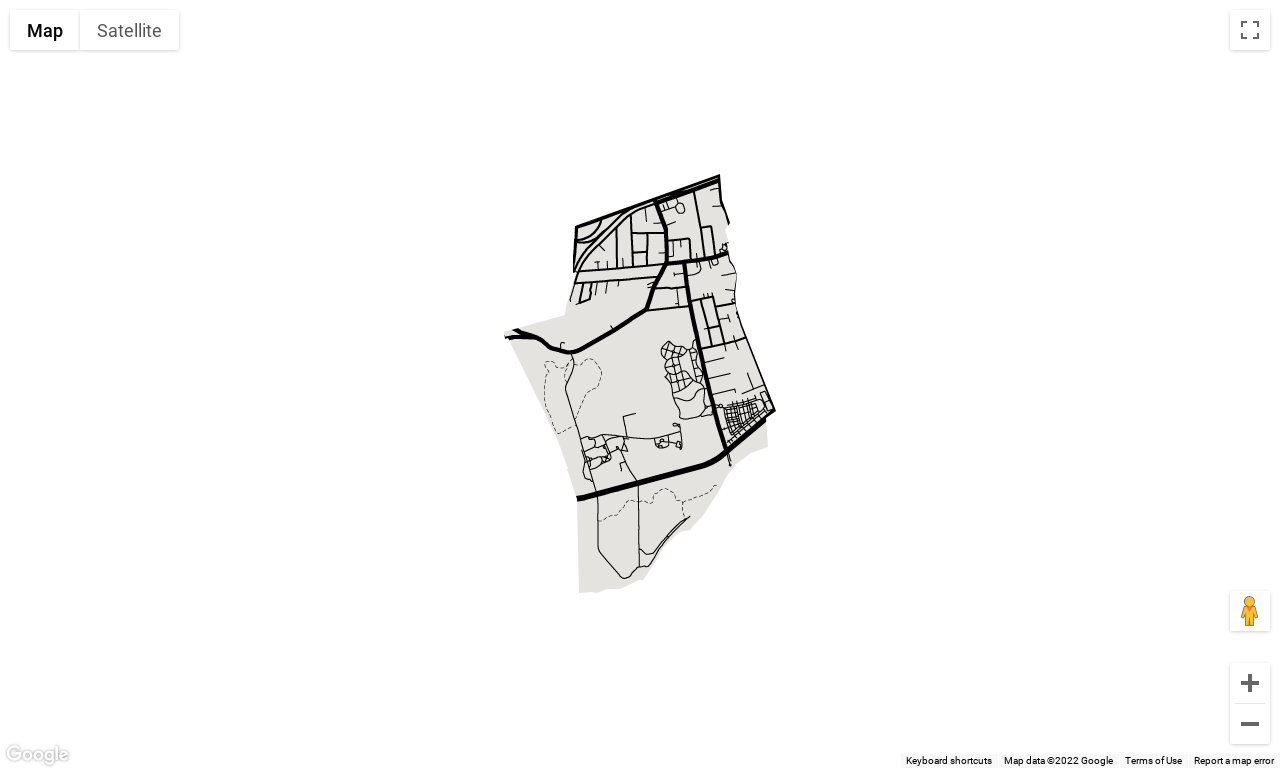 Map
Satellite
Google
Keyboard shortcuts
Map data ©2022 Google
Terms of Use
Report a map error